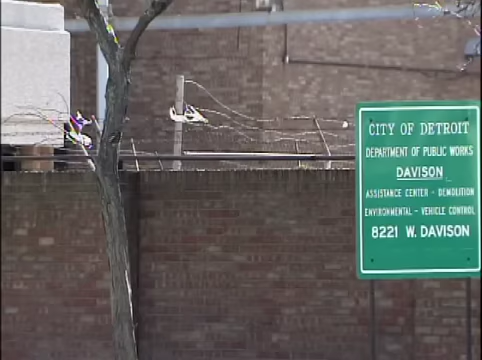 CITY OF DETROIT
DEPARTMENT OF PUBLIC WORKS
DAVISON
ASSISTANCE CENTER - DEMOLITION
ENVIRONMENTAL - VEHICLE CONTROL
8221 W. DAVISON